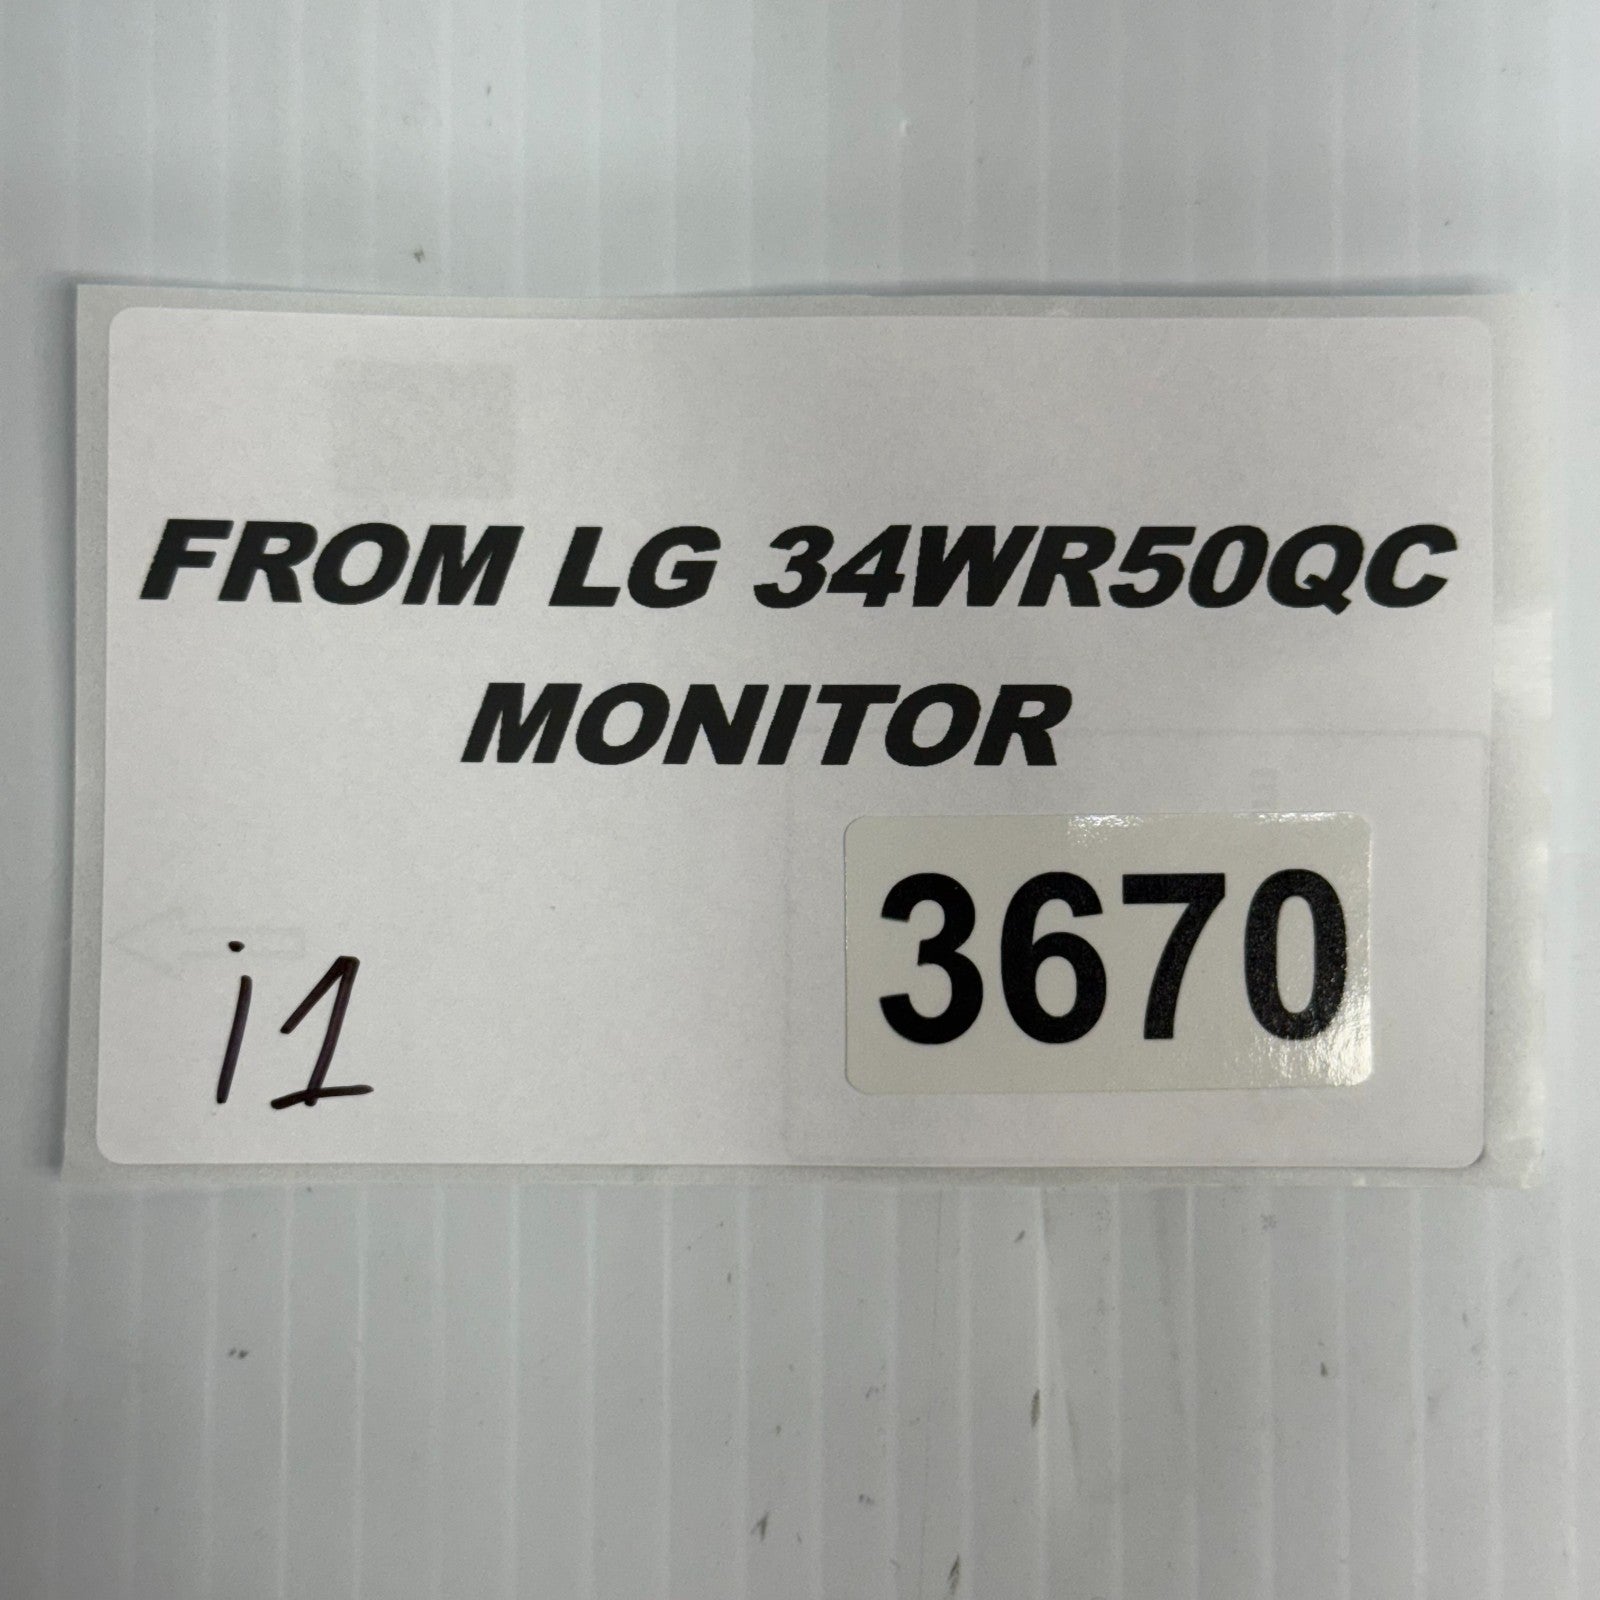 FROM LG 34WR50QC
MONITOR
i1
3670